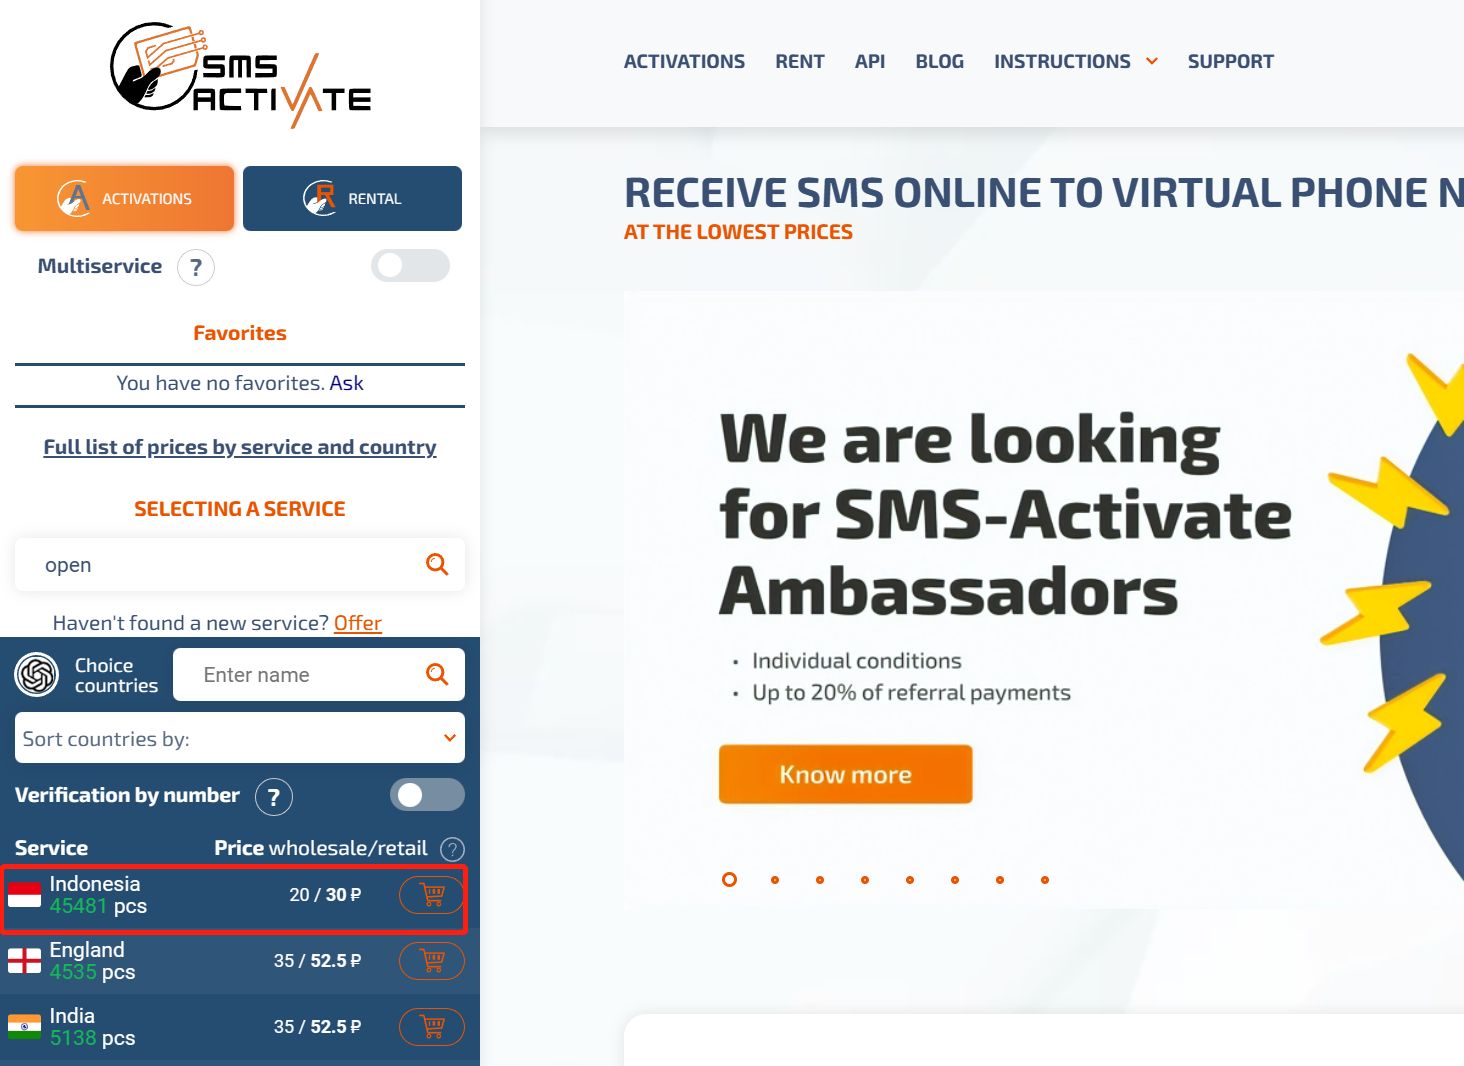 SMS
ACTIVATE
ACTIVATIONS
RENTAL
Multiservice ?
Favorites
You have no favorites. Ask
Full list of prices by service and country
SELECTING A SERVICE
open
Haven't found a new service? Offer
Choice
countries
Enter name
Sort countries by:
Verification by number ?
Service Price wholesale/retail ?
Indonesia
45481 pcs
20 / 30 ₽
England
4535 pcs
35 / 52.5 ₽
India
5138 pcs
35 / 52.5 ₽
ACTIVATIONS RENT API BLOG INSTRUCTIONS SUPPORT
RECEIVE SMS ONLINE TO VIRTUAL PHONE N
AT THE LOWEST PRICES
We are looking
for SMS-Activate
Ambassadors
• Individual conditions
• Up to 20% of referral payments
Know more